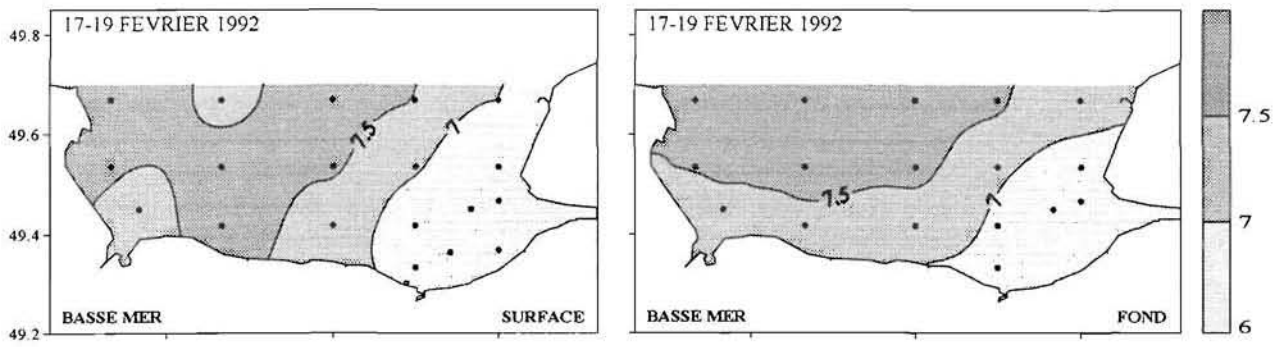 17-19 FEVRIER 1992
49.8
49.6
49.4
49.2
7.5
7
BASSE MER
SURFACE
17-19 FEVRIER 1992
7.5
7
BASSE MER
FOND
7.5
7
6